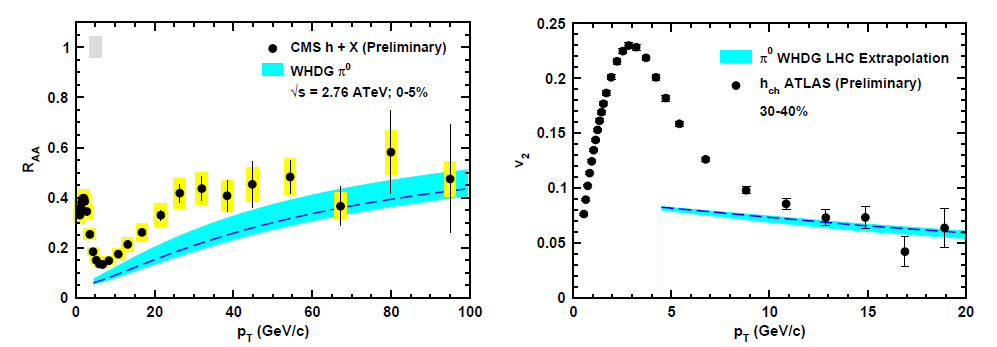 1
0.8
0.6
0.4
0.2
0
R_AA
CMS h + X (Preliminary)
WHDG π⁰
√s = 2.76 ATeV; 0-5%
0 20 40 60 80 100
p_T (GeV/c)
0.25
0.2
0.15
0.1
0.05
0
v_2
π⁰ WHDG LHC Extrapolation
h_ch ATLAS (Preliminary)
30-40%
0 5 10 15 20
p_T (GeV/c)